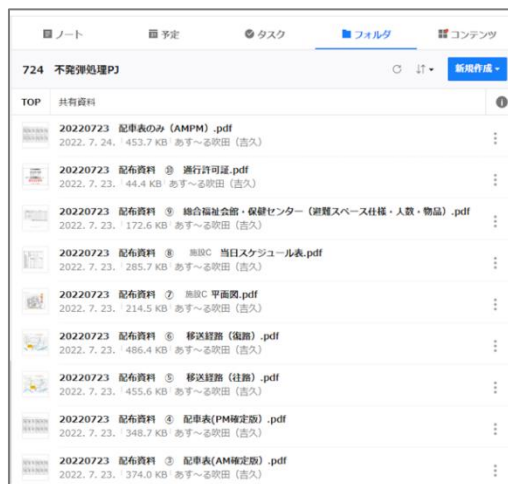 ノート 予定 タスク フォルダ コンテンツ
724 不発弾処理PJ 新規作成
TOP 共有資料
20220723 配車表のみ（AMPM）.pdf
2022. 7. 24. 453.7 KB あす～る吹田（吉久）
20220723 配布資料 ⑩ 通行許可証.pdf
2022. 7. 23. 44.4 KB あす～る吹田（吉久）
20220723 配布資料 ⑨ 総合福祉会館・保健センター（避難スペース仕様・人数・物品）.pdf
2022. 7. 23. 172.6 KB あす～る吹田（吉久）
20220723 配布資料 ⑧ 施設C 当日スケジュール表.pdf
2022. 7. 23. 285.7 KB あす～る吹田（吉久）
20220723 配布資料 ⑦ 施設C 平面図.pdf
2022. 7. 23. 214.5 KB あす～る吹田（吉久）
20220723 配布資料 ⑥ 移送経路（復路）.pdf
2022. 7. 23. 486.4 KB あす～る吹田（吉久）
20220723 配布資料 ⑤ 移送経路（往路）.pdf
2022. 7. 23. 455.6 KB あす～る吹田（吉久）
20220723 配布資料 ④ 配車表(PM確定版）.pdf
2022. 7. 23. 348.7 KB あす～る吹田（吉久）
20220723 配布資料 ③ 配車表(AM確定版）.pdf
2022. 7. 23. 374.0 KB あす～る吹田（吉久）